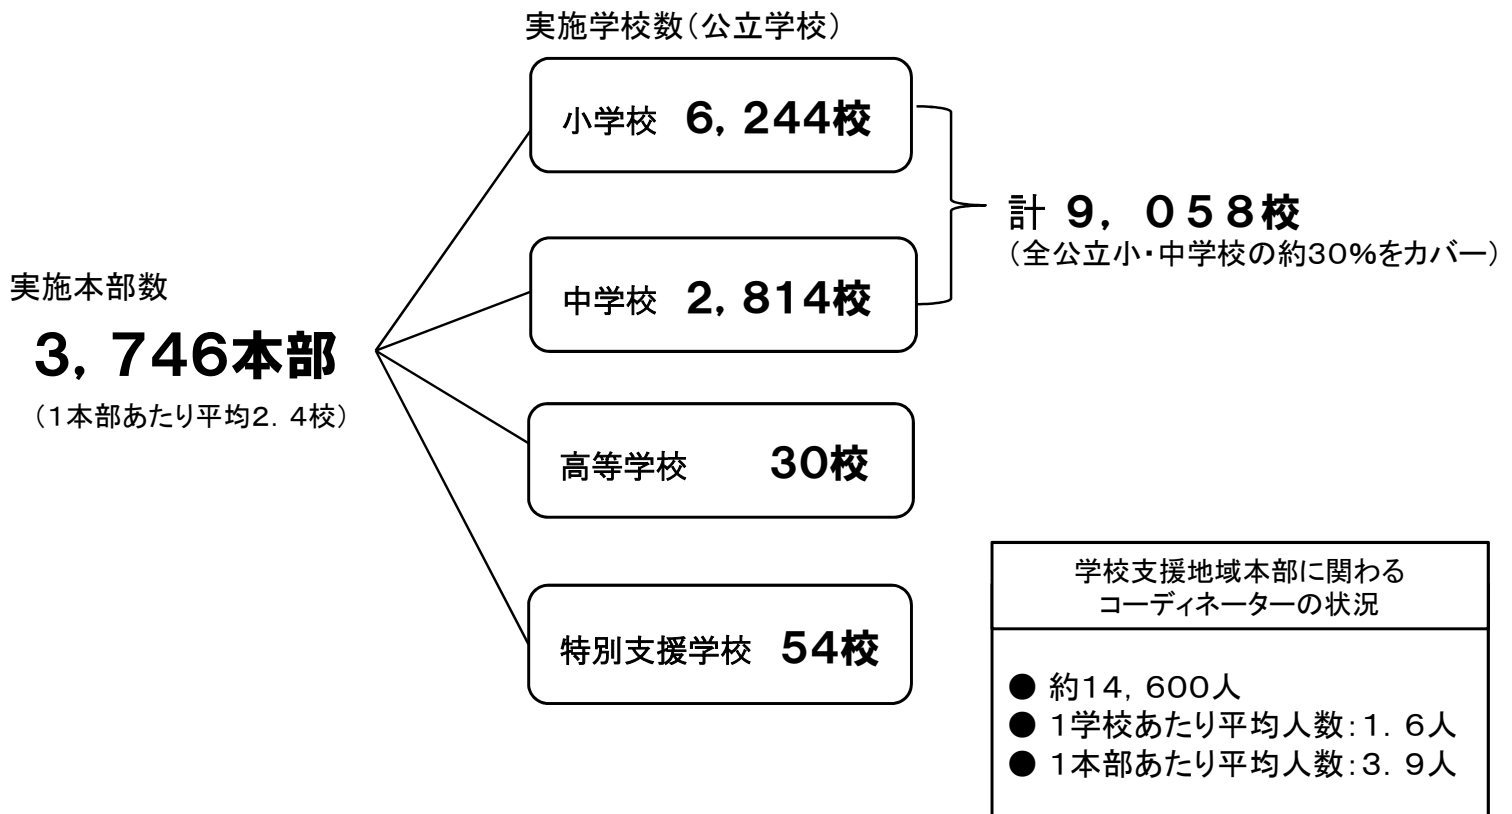 実施学校数（公立学校）
小学校 6，244校
計 9，058校
（全公立小・中学校の約30%をカバー）
中学校 2，814校
実施本部数
3，746本部
（1本部あたり平均2．4校）
高等学校 30校
特別支援学校 54校
学校支援地域本部に関わる
コーディネーターの状況
● 約14，600人
● 1学校あたり平均人数：1．6人
● 1本部あたり平均人数：3．9人